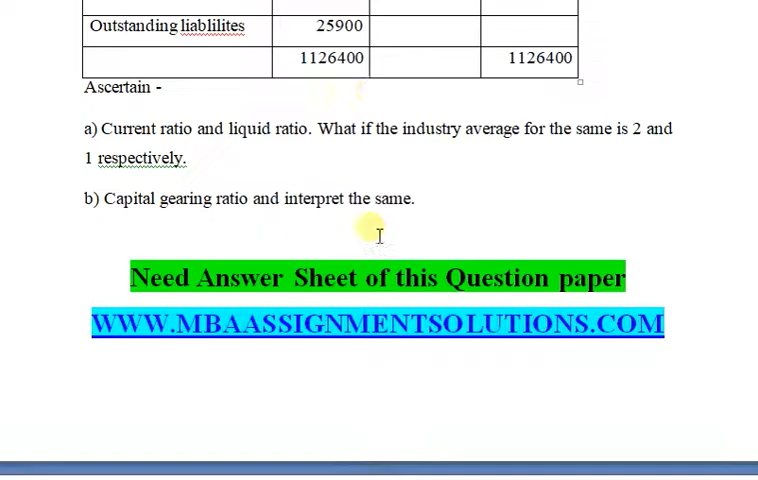 Outstanding liablilites 25900
1126400 1126400
Ascertain -
a) Current ratio and liquid ratio. What if the industry average for the same is 2 and
1 respectively.
b) Capital gearing ratio and interpret the same.
Need Answer Sheet of this Question paper
WWW.MBAASSIGNMENTSOLUTIONS.COM